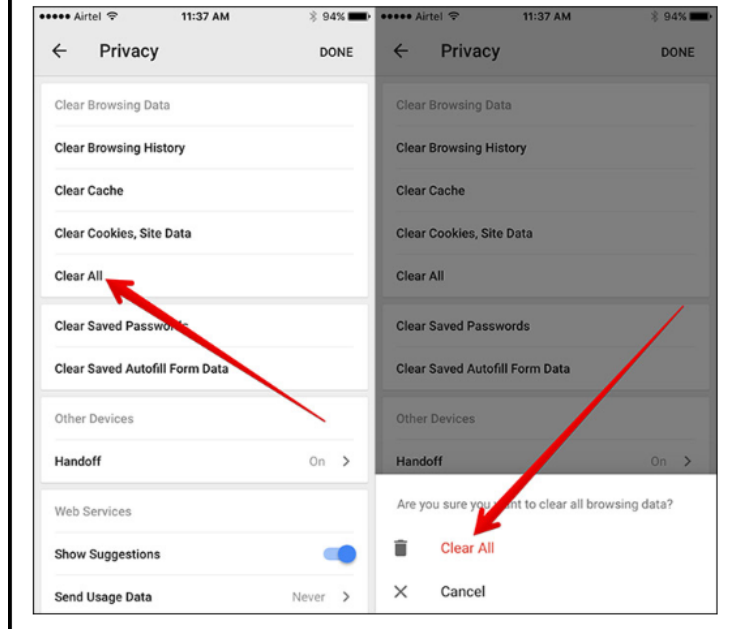 Airtel 11:37 AM 94%
Privacy DONE
Clear Browsing Data
Clear Browsing History
Clear Cache
Clear Cookies, Site Data
Clear All
Clear Saved Passwords
Clear Saved Autofill Form Data
Other Devices
Handoff On
Web Services
Show Suggestions
Send Usage Data Never
Airtel 11:37 AM 94%
Privacy DONE
Clear Browsing Data
Clear Browsing History
Clear Cache
Clear Cookies, Site Data
Clear All
Clear Saved Passwords
Clear Saved Autofill Form Data
Other Devices
Handoff On
Are you sure you want to clear all browsing data?
Clear All
Cancel